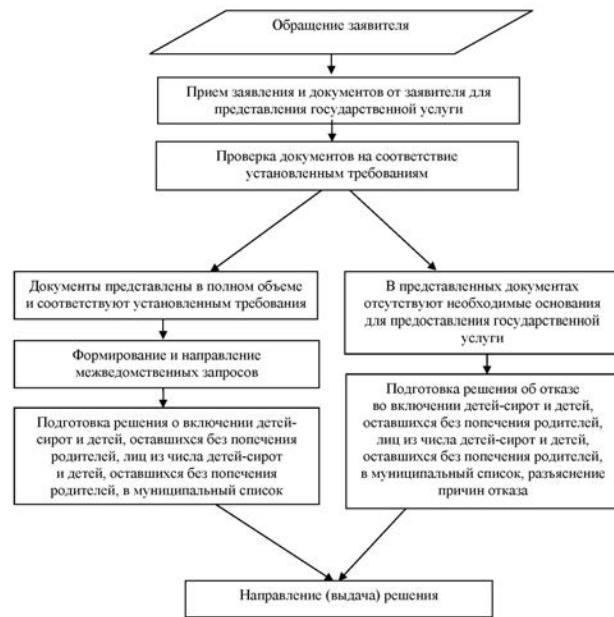 Обращение заявителя
Прием заявления и документов от заявителя для
представления государственной услуги
Проверка документов на соответствие
установленным требованиям
Документы представлены в полном объеме
и соответствуют установленным требования
Формирование и направление
межведомственных запросов
Подготовка решения о включении детей-
сирот и детей, оставшихся без попечения
родителей, лиц из числа детей-сирот
и детей, оставшихся без попечения
родителей, в муниципальный список
В представленных документах
отсутствуют необходимые основания
для предоставления государственной
услуги
Подготовка решения об отказе
во включении детей-сирот и детей,
оставшихся без попечения родителей,
лиц из числа детей-сирот и детей,
оставшихся без попечения родителей,
в муниципальный список, разъяснение
причин отказа
Направление (выдача) решения